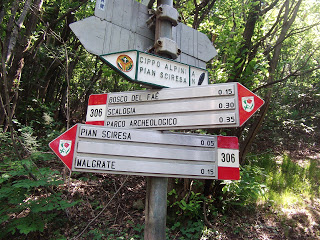 CIPPO ALPINI
PIAN SCIRESA
BOSCO DEL FAÈ 0.15
SCALOGIA 0.30
PARCO ARCHEOLOGICO 0.35
306
PIAN SCIRESA 0.05
MALGRATE 0.15
306